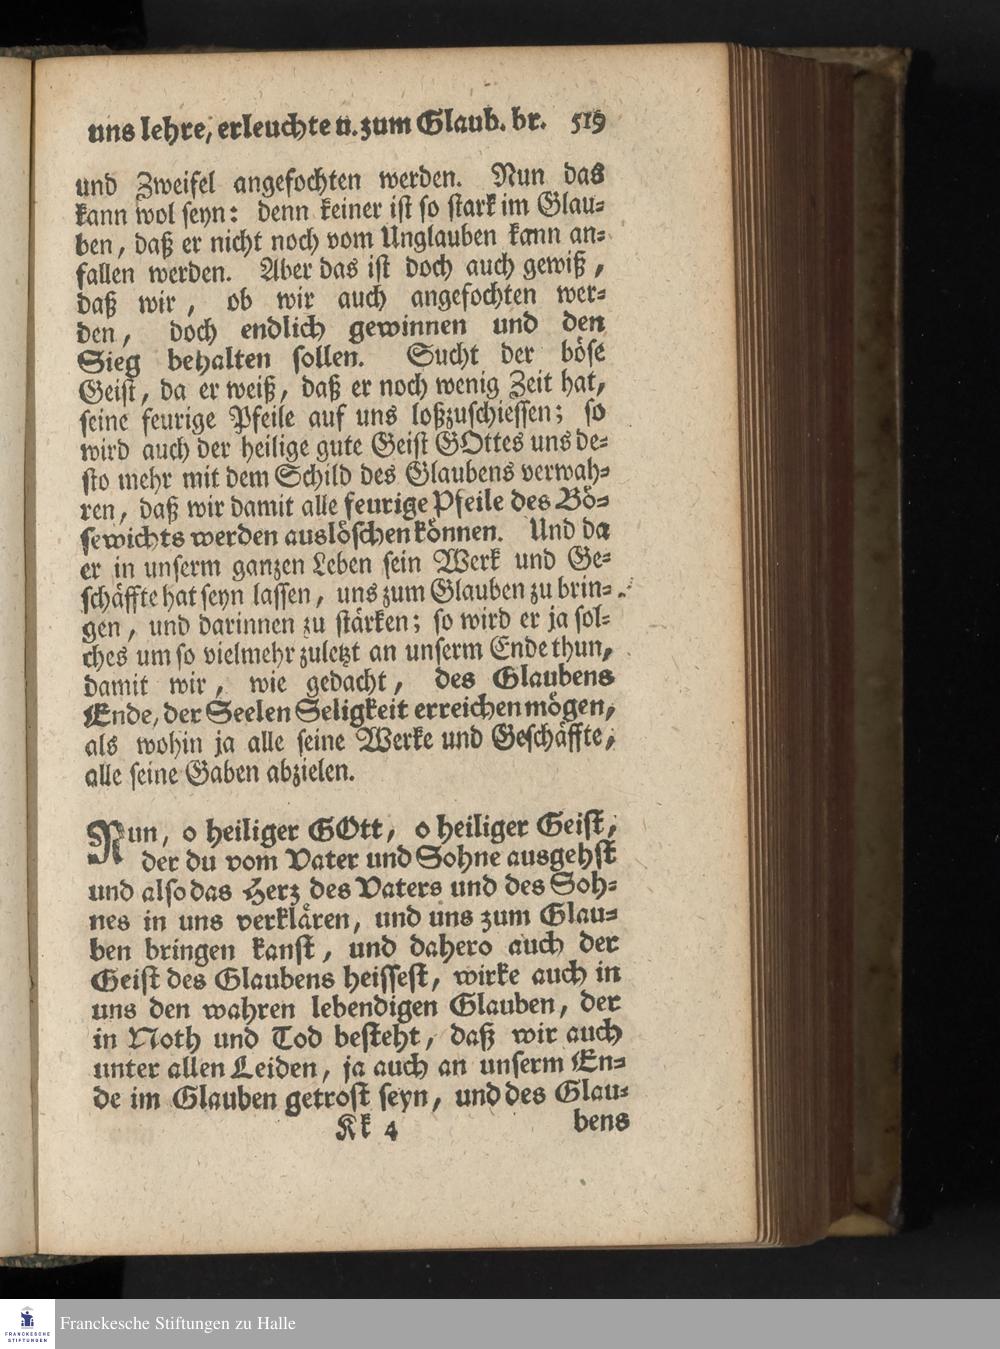 uns lehre, erleuchte u. zum Glaub. br. 519
und Zweifel angefochten werden. Nun das
kann wol seyn: denn keiner ist so stark im Glau-
ben, daß er nicht noch vom Unglauben kann an-
fallen werden. Aber das ist doch auch gewiß,
daß wir, ob wir auch angefochten wer-
den, doch endlich gewinnen und den
Sieg behalten sollen. Sucht der böse
Geist, da er weiß, daß er noch wenig Zeit hat,
seine feurige Pfeile auf uns loßzuschiessen; so
wird auch der heilige gute Geist GOttes uns de-
sto mehr mit dem Schild des Glaubens verwah-
ren, daß wir damit alle feurige Pfeile des Bö-
sewichts werden auslöschen können. Und da
er in unserm ganzen Leben sein Werk und Ge-
schäffte hat seyn lassen, uns zum Glauben zu brin-
gen, und darinnen zu stärken; so wird er ja sol-
ches um so vielmehr zuletzt an unserm Ende thun,
damit wir, wie gedacht, des Glaubens
Ende, der Seelen Seligkeit erreichen mögen,
als wohin ja alle seine Werke und Geschäffte,
alle seine Gaben abzielen.
Nun, o heiliger GOtt, o heiliger Geist,
der du vom Vater und Sohne ausgehst
und also das Herz des Vaters und des Soh-
nes in uns verklären, und uns zum Glau-
ben bringen kanst, und dahero auch der
Geist des Glaubens heissest, wirke auch in
uns den wahren lebendigen Glauben, der
in Noth und Tod besteht, daß wir auch
unter allen Leiden, ja auch an unserm En-
de im Glauben getrost seyn, und des Glau-
Kk 4 bens
FRANCKESCHE
STIFTUNGEN
Franckesche Stiftungen zu Halle